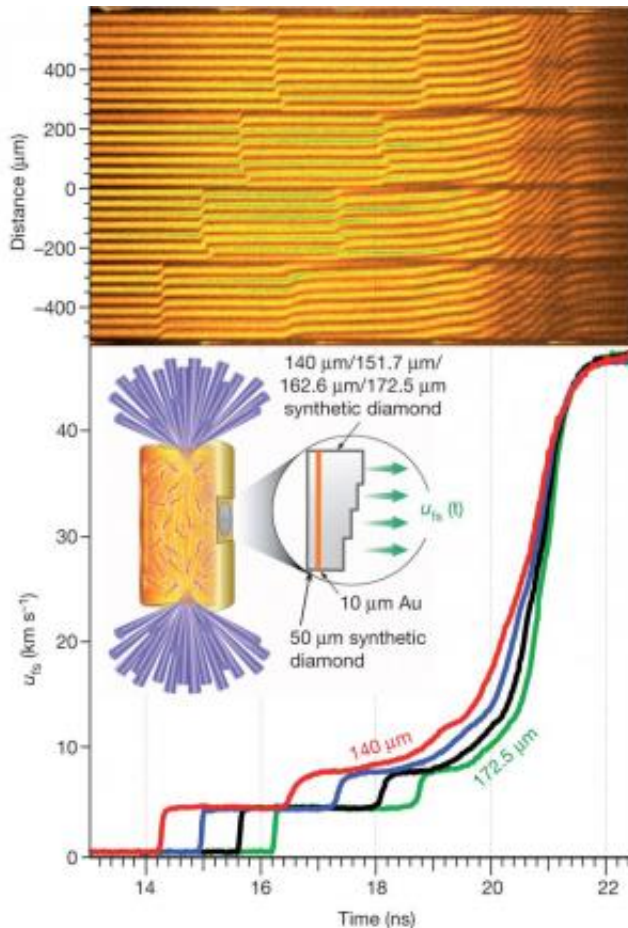 Distance (μm)
400
200
0
−200
−400
140 μm/151.7 μm/
162.6 μm/172.5 μm
synthetic diamond
u_fs (t)
10 μm Au
50 μm synthetic
diamond
u_fs (km s⁻¹)
40
30
20
10
0
140 μm
172.5 μm
14
16
18
20
22
Time (ns)